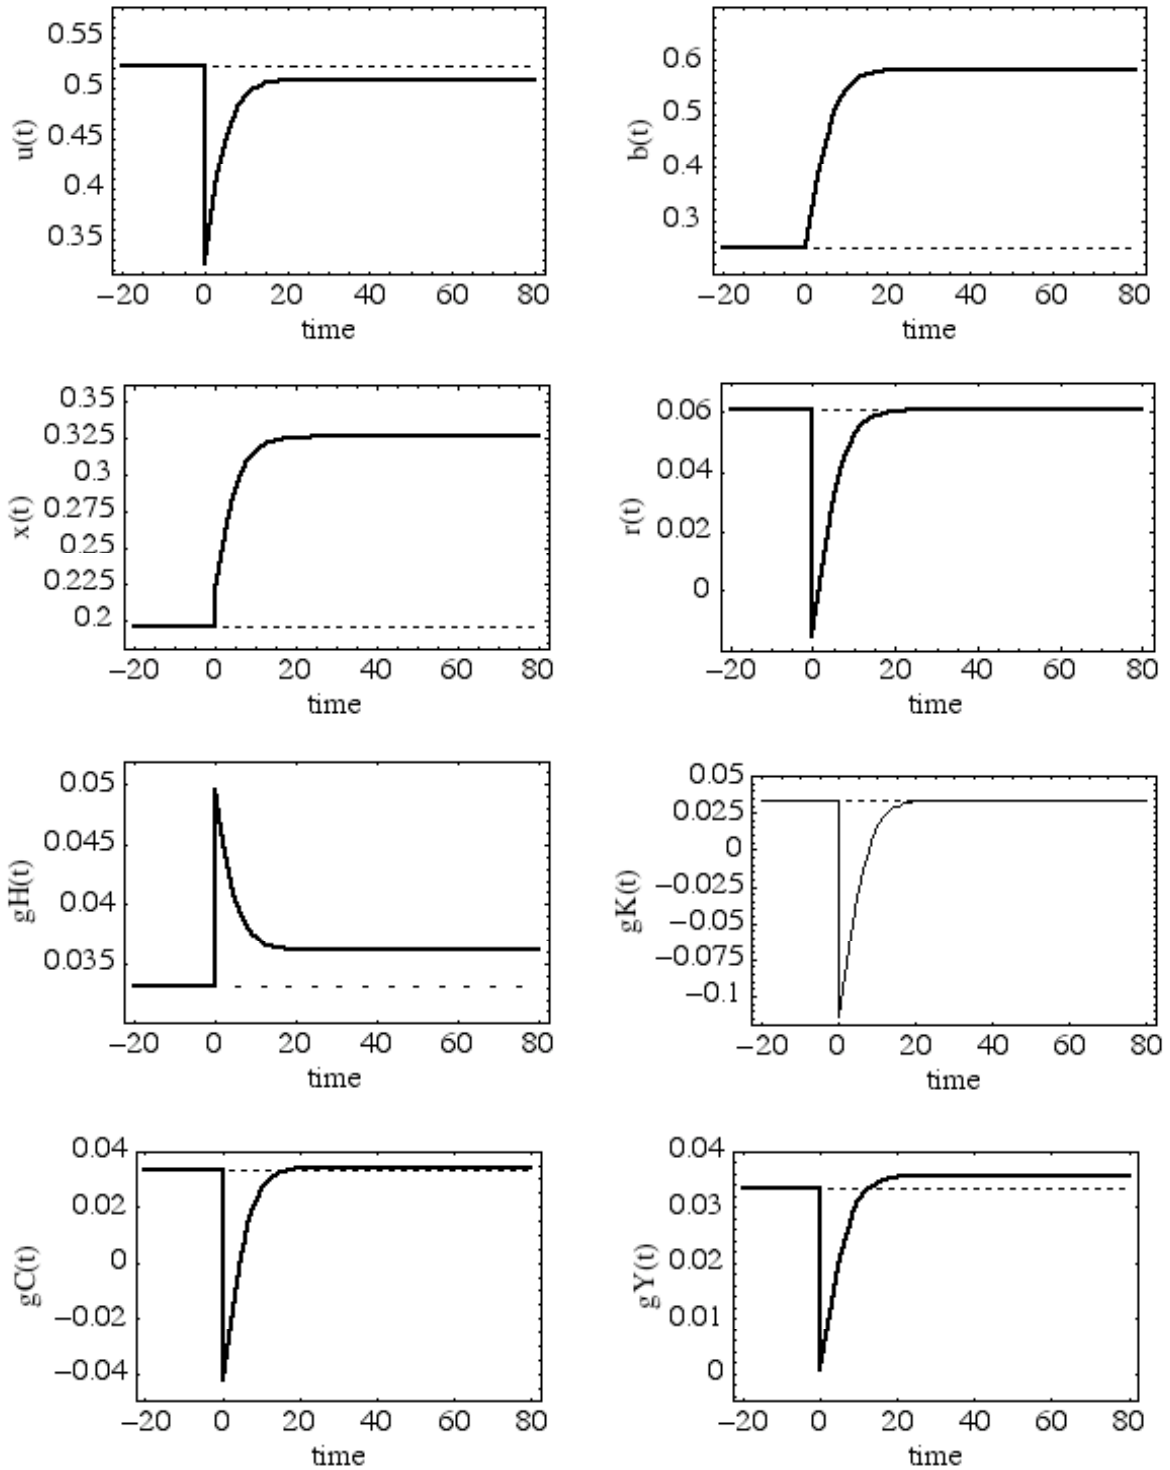 u(t)
0.55
0.5
0.45
0.4
0.35
−20 0 20 40 60 80
time
b(t)
0.6
0.5
0.4
0.3
−20 0 20 40 60 80
time
x(t)
0.35
0.325
0.3
0.275
0.25
0.225
0.2
−20 0 20 40 60 80
time
r(t)
0.06
0.04
0.02
0
−20 0 20 40 60 80
time
gH(t)
0.05
0.045
0.04
0.035
−20 0 20 40 60 80
time
gK(t)
0.05
0.025
0
−0.025
−0.05
−0.075
−0.1
−20 0 20 40 60 80
time
gC(t)
0.04
0.02
0
−0.02
−0.04
−20 0 20 40 60 80
time
gY(t)
0.04
0.03
0.02
0.01
0
−20 0 20 40 60 80
time